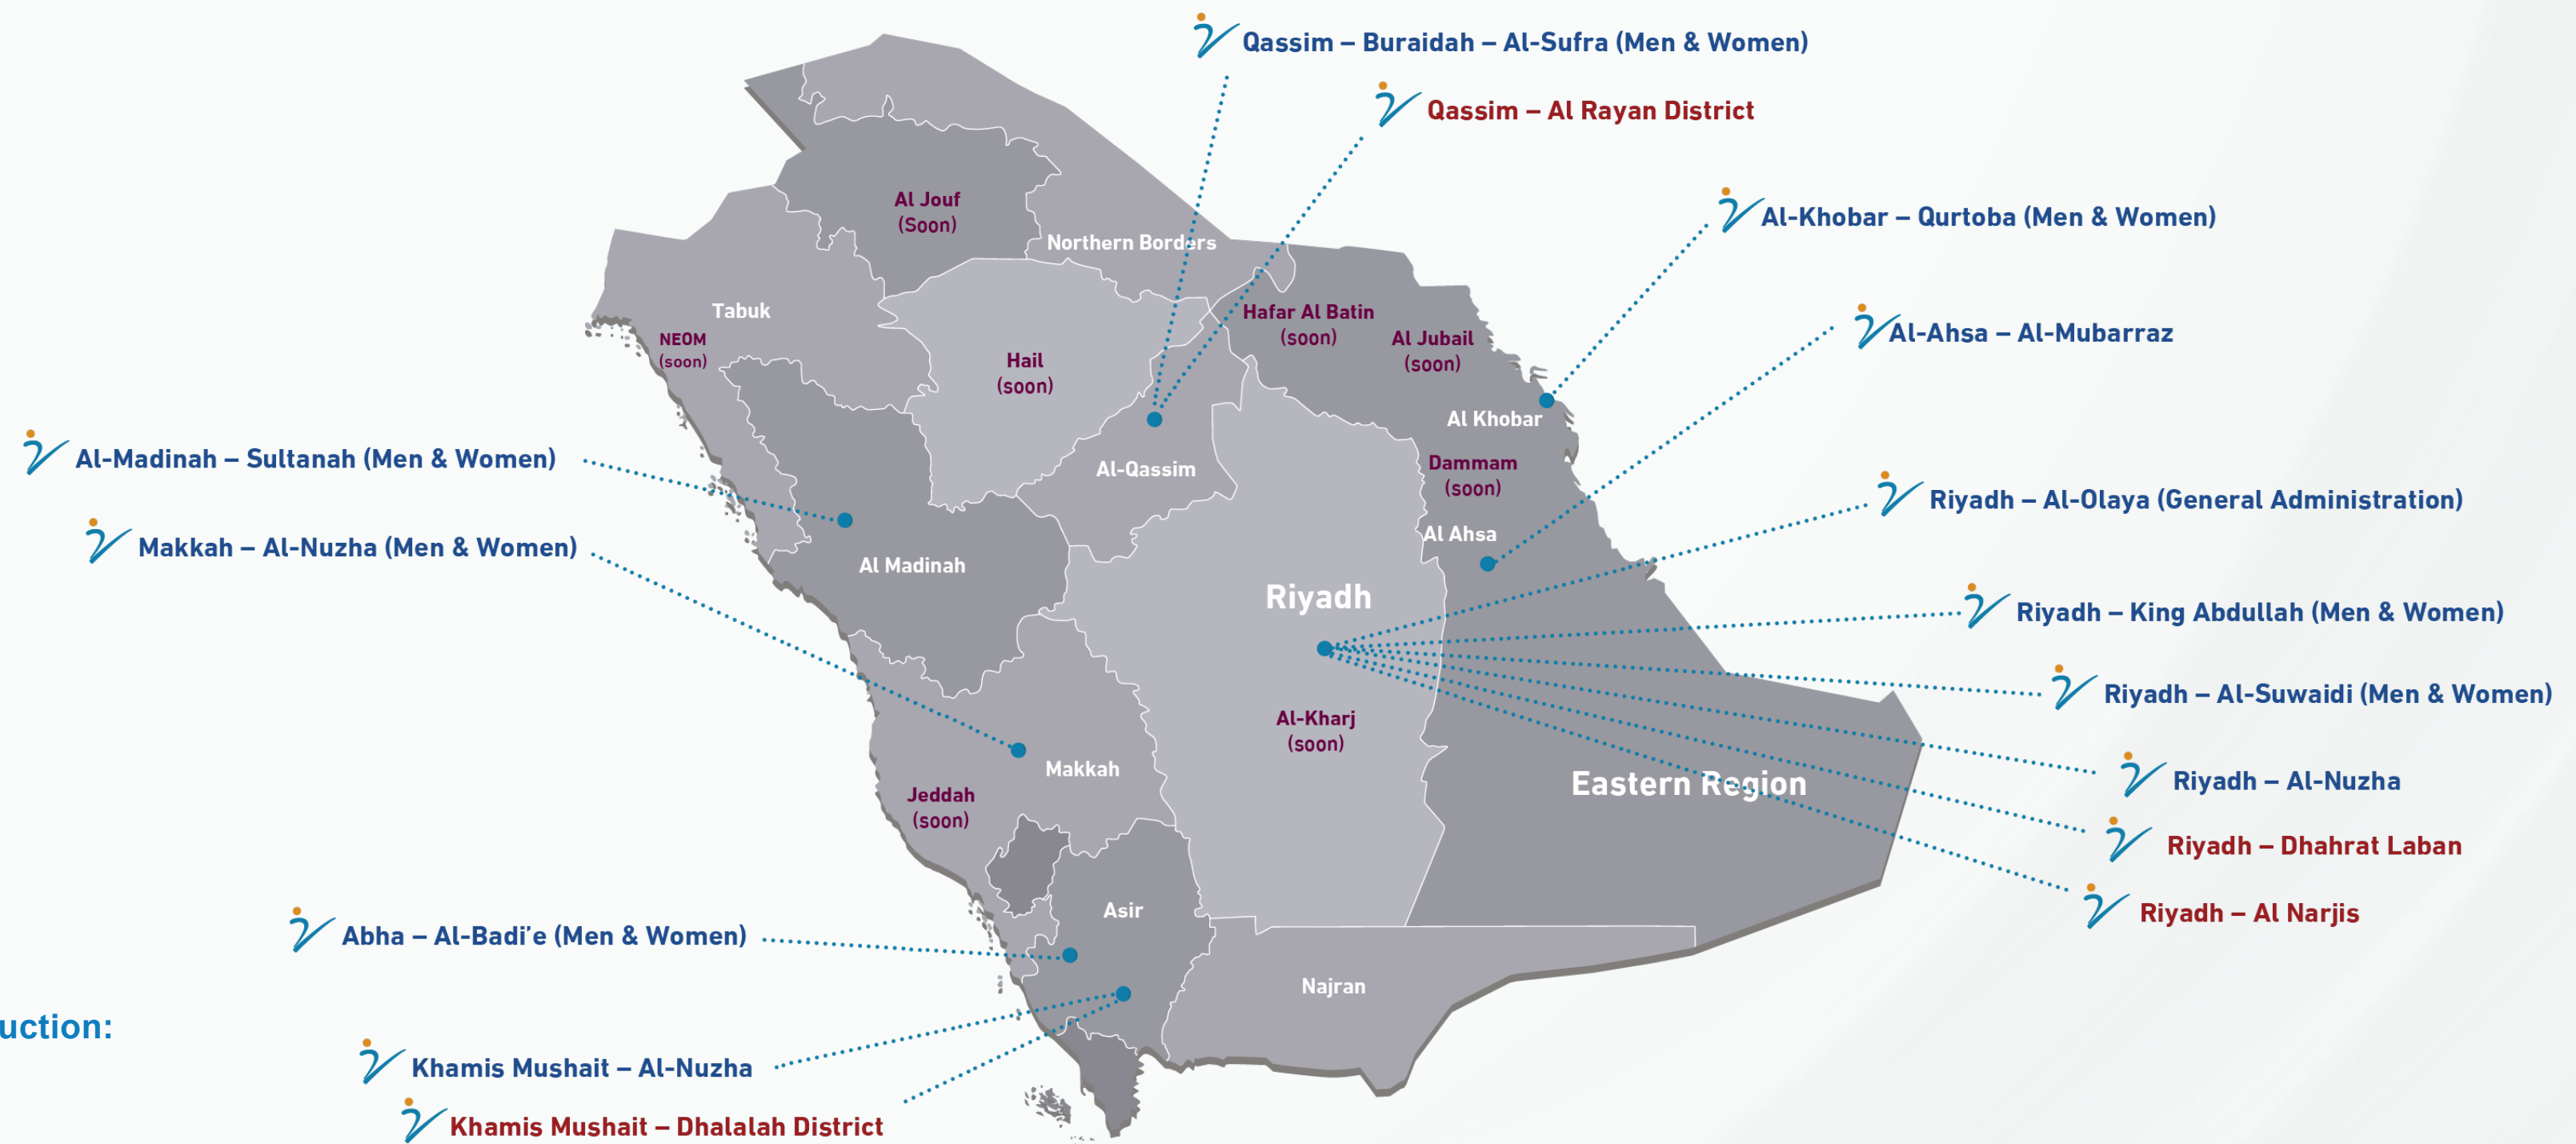 Qassim – Buraidah – Al-Sufra (Men & Women)
Qassim – Al Rayan District
Al Jouf
(Soon)
Al-Khobar – Qurtoba (Men & Women)
Northern Borders
Tabuk
Hafar Al Batin
(soon)
Al-Ahsa – Al-Mubarraz
NEOM
(soon)
Al Jubail
(soon)
Hail
(soon)
Al Khobar
Al-Madinah – Sultanah (Men & Women)
Al-Qassim
Dammam
(soon)
Riyadh – Al-Olaya (General Administration)
Al Ahsa
Makkah – Al-Nuzha (Men & Women)
Al Madinah
Riyadh
Riyadh – King Abdullah (Men & Women)
Riyadh – Al-Suwaidi (Men & Women)
Al-Kharj
(soon)
Makkah
Eastern Region
Riyadh – Al-Nuzha
Jeddah
(soon)
Riyadh – Dhahrat Laban
Asir
Riyadh – Al Narjis
Abha – Al-Badi’e (Men & Women)
Najran
uction:
Khamis Mushait – Al-Nuzha
Khamis Mushait – Dhalalah District